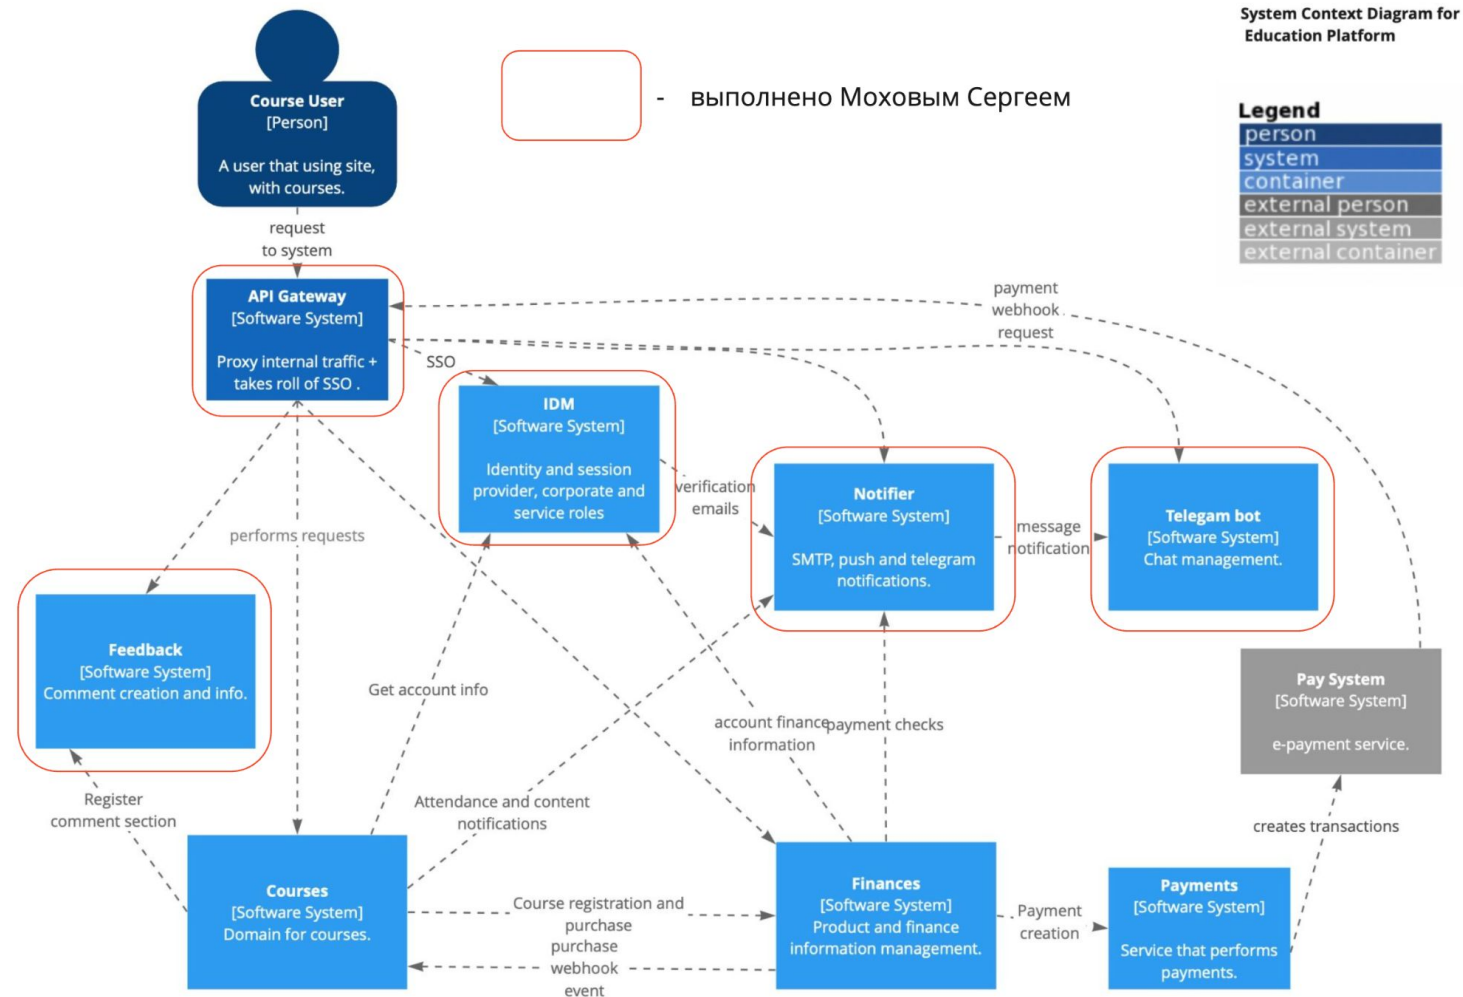 System Context Diagram for
Education Platform
Course User
[Person]
A user that using site,
with courses.
- выполнено Моховым Сергеем
Legend
person
system
container
external person
external system
external container
request
to system
API Gateway
[Software System]
Proxy internal traffic +
takes roll of SSO .
payment
webhook
request
SSO
IDM
[Software System]
Identity and session
provider, corporate and
service roles
verification
emails
Notifier
[Software System]
SMTP, push and telegram
notifications.
message
notification
Telegam bot
[Software System]
Chat management.
performs requests
Feedback
[Software System]
Comment creation and info.
Get account info
account finance
information
payment checks
Pay System
[Software System]
e-payment service.
Register
comment section
Attendance and content
notifications
creates transactions
Courses
[Software System]
Domain for courses.
Course registration and
purchase
purchase
webhook
event
Finances
[Software System]
Product and finance
information management.
Payment
creation
Payments
[Software System]
Service that performs
payments.